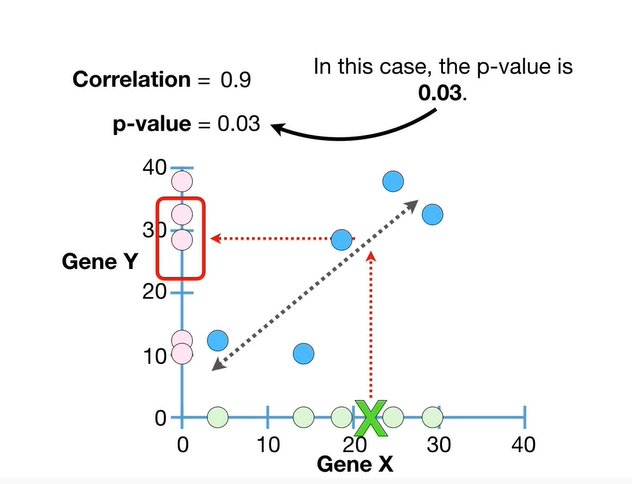 In this case, the p-value is
0.03.
Correlation = 0.9
p-value = 0.03
40
30
Gene Y
20
10
0
X
0 10 20 30 40
Gene X